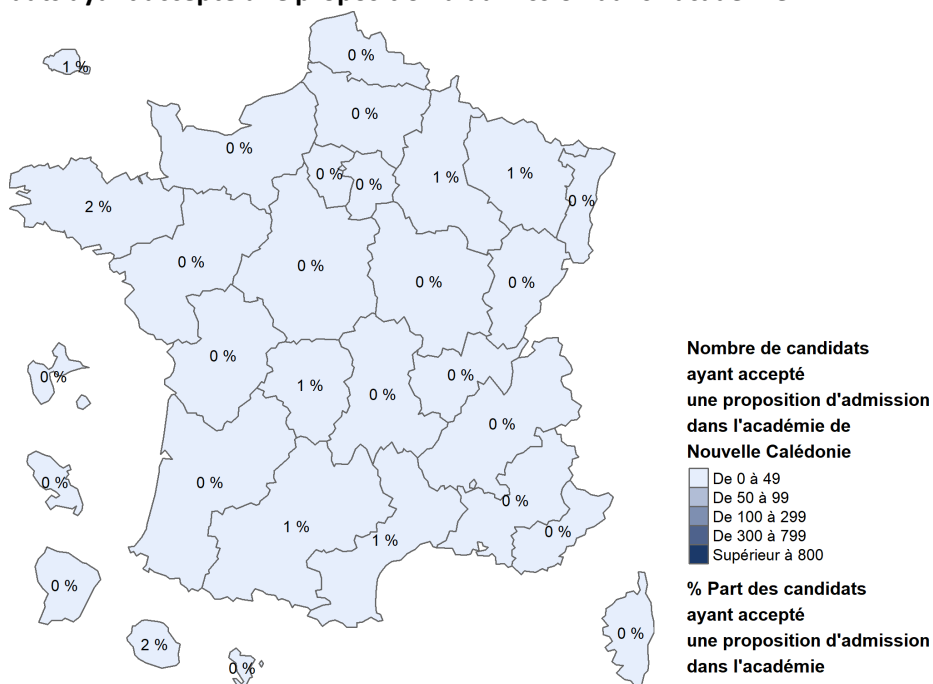 0 %
1 %
0 %
0 %
0 %
1 %
1 %
0 %
0 %
2 %
0 %
0 %
0 %
0 %
0 %
0 %
0 %
1 %
0 %
0 %
0 %
0 %
0 %
1 %
1 %
0 %
0 %
0 %
2 %
0 %
0 %
Nombre de candidats
ayant accepté
une proposition d'admission
dans l'académie de
Nouvelle Calédonie
De 0 à 49
De 50 à 99
De 100 à 299
De 300 à 799
Supérieur à 800
% Part des candidats
ayant accepté
une proposition d'admission
dans l'académie